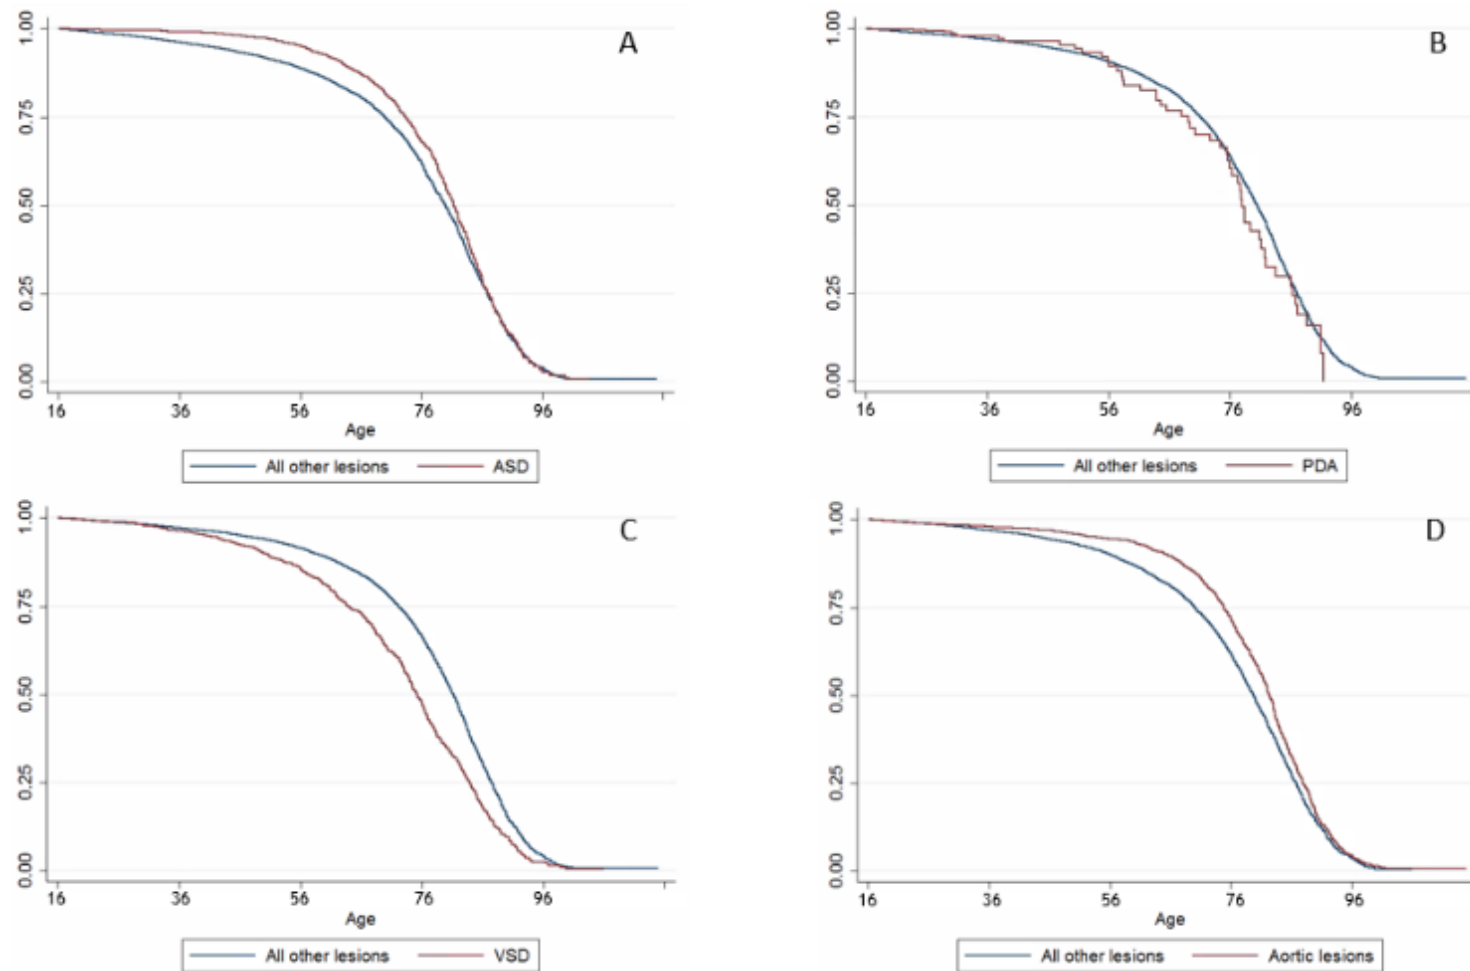 A
1.00
0.75
0.50
0.25
0.00
16 36 56 76 96
Age
All other lesions ASD
B
1.00
0.75
0.50
0.25
0.00
16 36 56 76 96
Age
All other lesions PDA
C
1.00
0.75
0.50
0.25
0.00
16 36 56 76 96
Age
All other lesions VSD
D
1.00
0.75
0.50
0.25
0.00
16 36 56 76 96
Age
All other lesions Aortic lesions